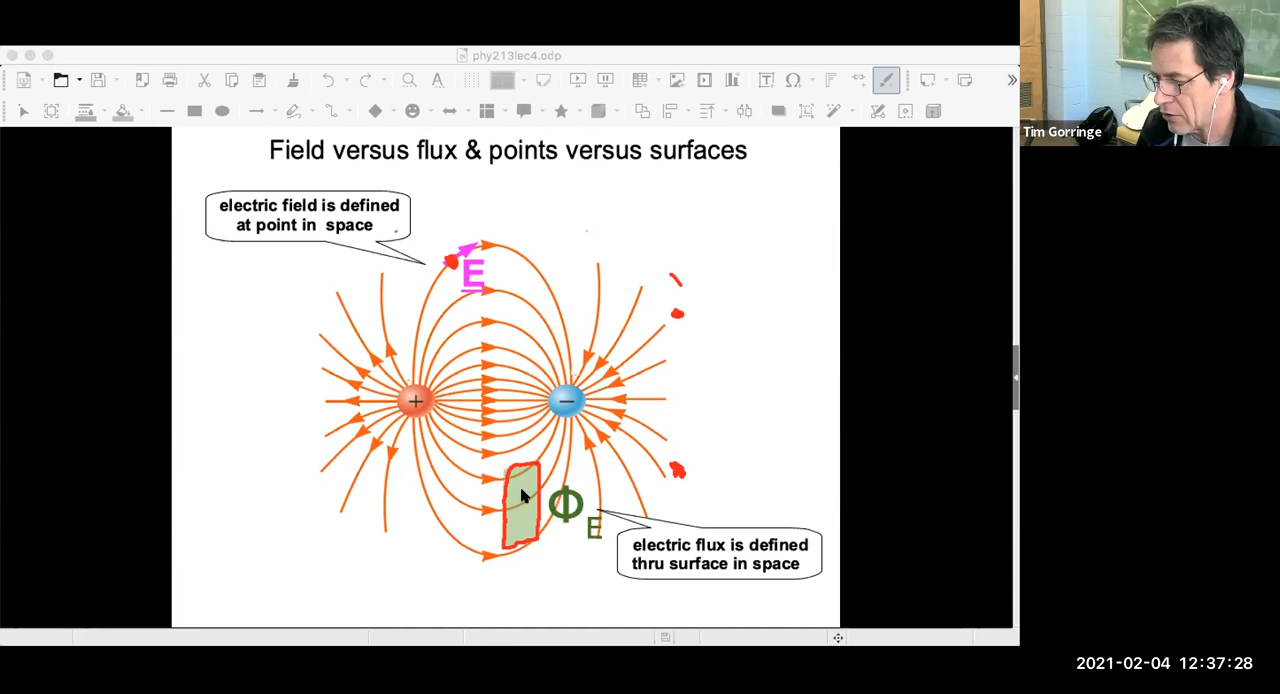 phy213lec4.odp
Tim Gorringe
Field versus flux & points versus surfaces
electric field is defined
at point in space
E
+
−
Φ
E
electric flux is defined
thru surface in space
2021-02-04 12:37:28